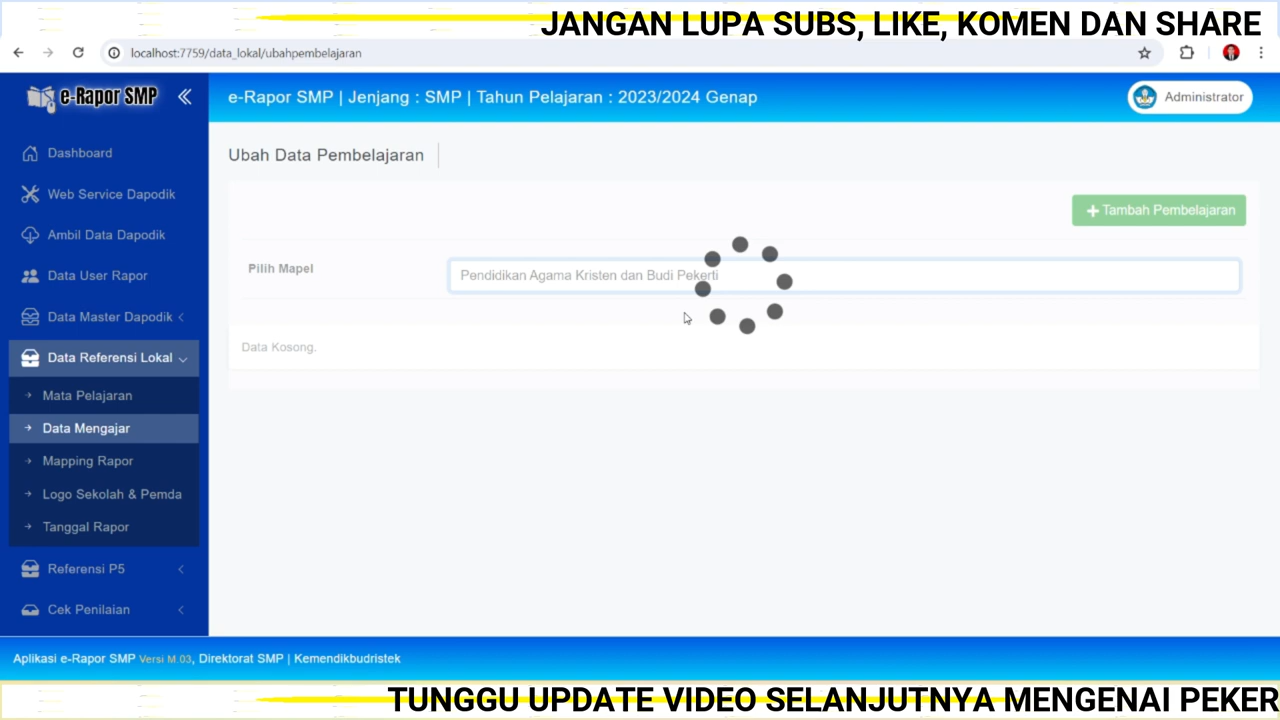 JANGAN LUPA SUBS, LIKE, KOMEN DAN SHARE
localhost:7759/data_lokal/ubahpembelajaran
e-Rapor SMP
e-Rapor SMP | Jenjang : SMP | Tahun Pelajaran : 2023/2024 Genap
Administrator
Dashboard
Web Service Dapodik
Ambil Data Dapodik
Data User Rapor
Data Master Dapodik
Data Referensi Lokal
Mata Pelajaran
Data Mengajar
Mapping Rapor
Logo Sekolah & Pemda
Tanggal Rapor
Referensi P5
Cek Penilaian
Ubah Data Pembelajaran
Tambah Pembelajaran
Pilih Mapel
Pendidikan Agama Kristen dan Budi Pekerti
Data Kosong.
Aplikasi e-Rapor SMP Versi M.03, Direktorat SMP | Kemendikbudristek
TUNGGU UPDATE VIDEO SELANJUTNYA MENGENAI PEKER